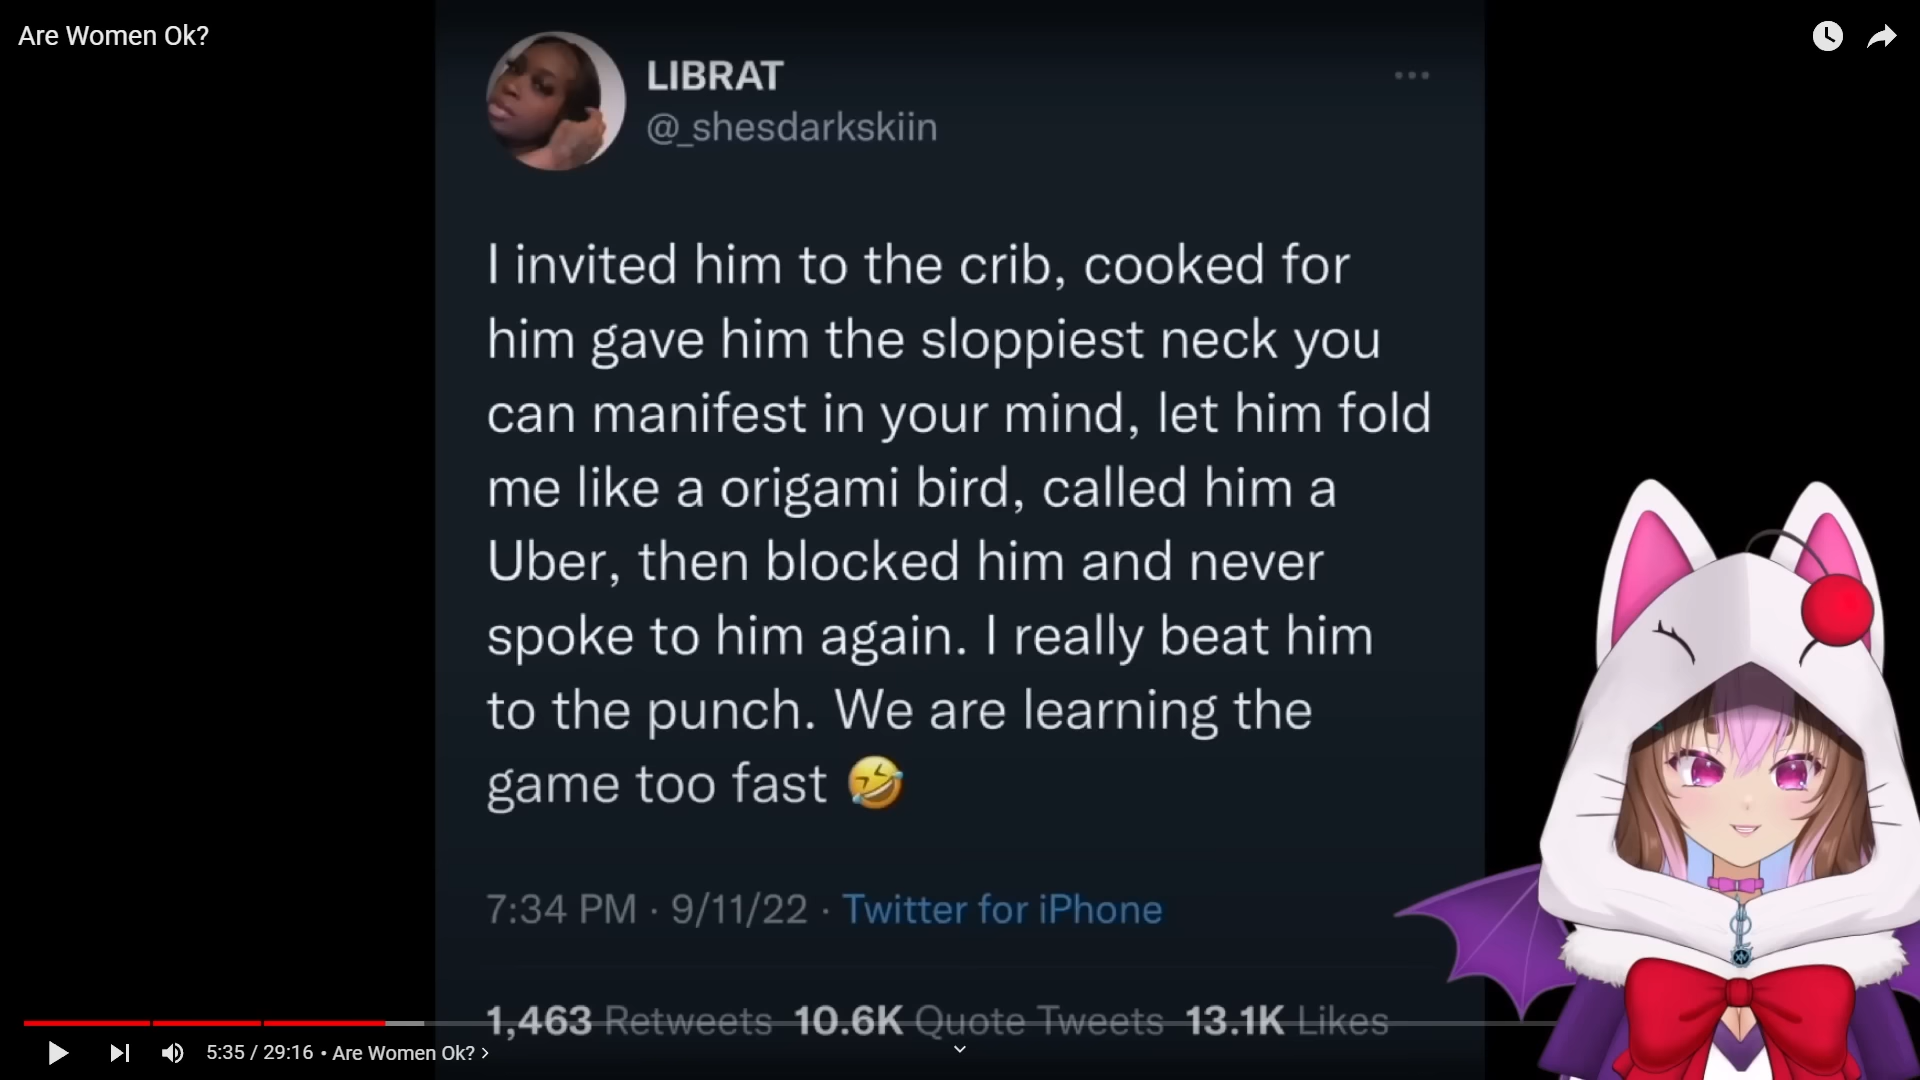 Are Women Ok?
LIBRAT
@_shesdarkskiin
I invited him to the crib, cooked for
him gave him the sloppiest neck you
can manifest in your mind, let him fold
me like a origami bird, called him a
Uber, then blocked him and never
spoke to him again. I really beat him
to the punch. We are learning the
game too fast 🤣
7:34 PM · 9/11/22 · Twitter for iPhone
1,463 Retweets 10.6K Quote Tweets 13.1K Likes
5:35 / 29:16 • Are Women Ok? >